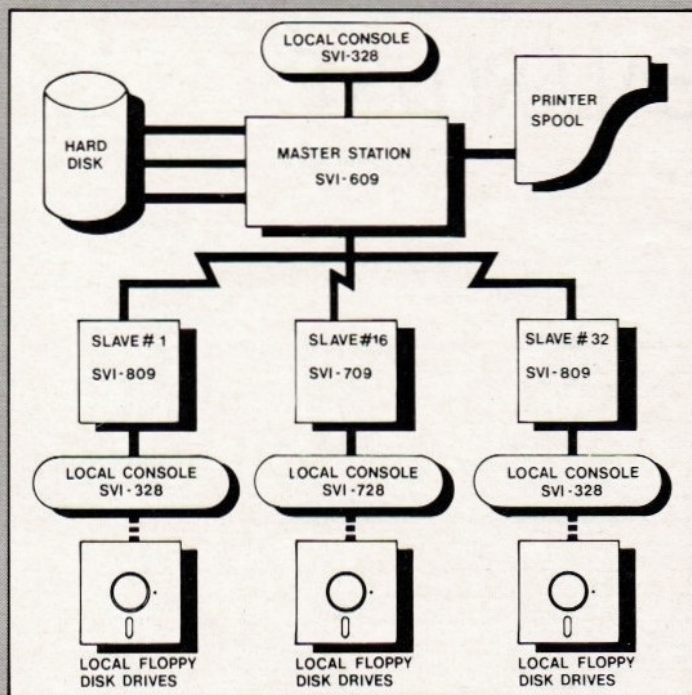 LOCAL CONSOLE
SVI-328
HARD
DISK
MASTER STATION
SVI-609
PRINTER
SPOOL
SLAVE# 1
SVI-809
SLAVE#16
SVI-709
SLAVE #32
SVI-809
LOCAL CONSOLE
SVI-328
LOCAL CONSOLE
SVI-728
LOCAL CONSOLE
SVI-328
LOCAL FLOPPY
DISK DRIVES
LOCAL FLOPPY
DISK DRIVES
LOCAL FLOPPY
DISK DRIVES